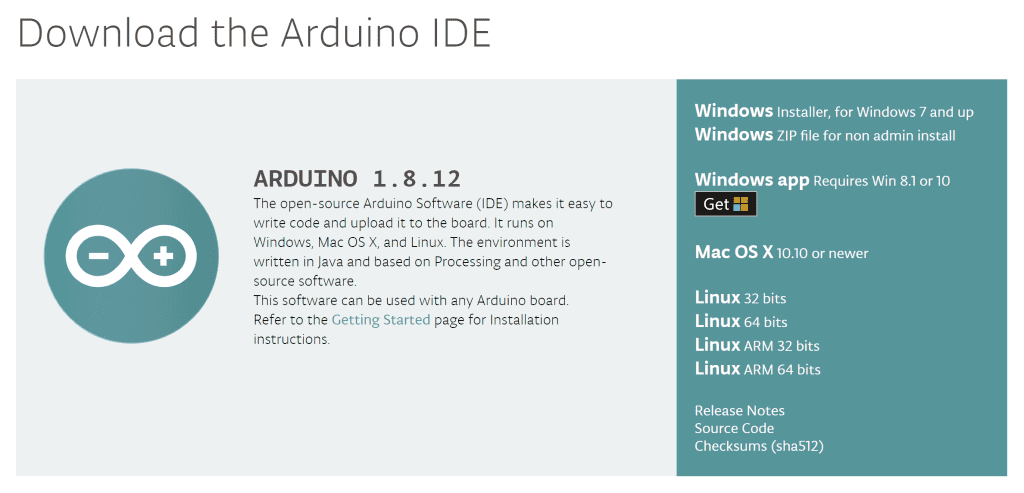 Download the Arduino IDE
ARDUINO 1.8.12
The open-source Arduino Software (IDE) makes it easy to
write code and upload it to the board. It runs on
Windows, Mac OS X, and Linux. The environment is
written in Java and based on Processing and other open-
source software.
This software can be used with any Arduino board.
Refer to the Getting Started page for Installation
instructions.
Windows Installer, for Windows 7 and up
Windows ZIP file for non admin install
Windows app Requires Win 8.1 or 10
Get
Mac OS X 10.10 or newer
Linux 32 bits
Linux 64 bits
Linux ARM 32 bits
Linux ARM 64 bits
Release Notes
Source Code
Checksums (sha512)